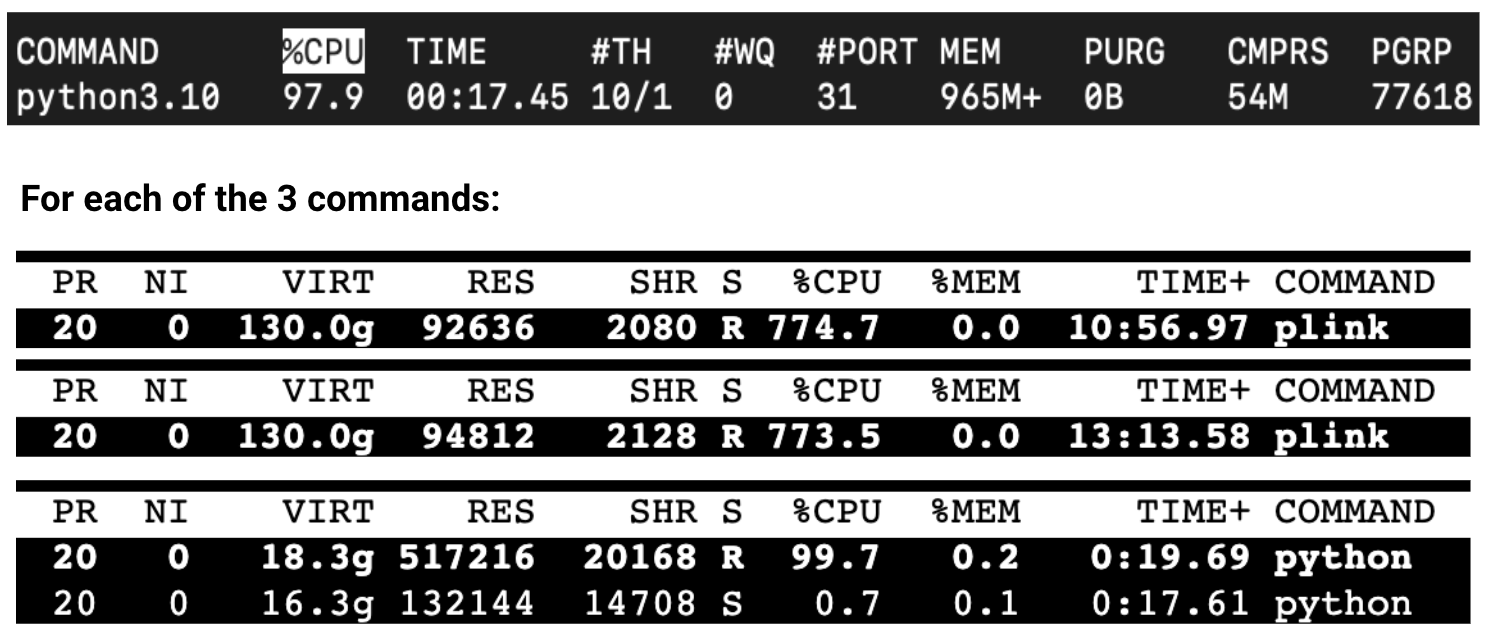 COMMAND %CPU TIME #TH #WQ #PORT MEM PURG CMPRS PGRP
python3.10 97.9 00:17.45 10/1 0 31 965M+ 0B 54M 77618
For each of the 3 commands:
PR NI VIRT RES SHR S %CPU %MEM TIME+ COMMAND
20 0 130.0g 92636 2080 R 774.7 0.0 10:56.97 plink
PR NI VIRT RES SHR S %CPU %MEM TIME+ COMMAND
20 0 130.0g 94812 2128 R 773.5 0.0 13:13.58 plink
PR NI VIRT RES SHR S %CPU %MEM TIME+ COMMAND
20 0 18.3g 517216 20168 R 99.7 0.2 0:19.69 python
20 0 16.3g 132144 14708 S 0.7 0.1 0:17.61 python